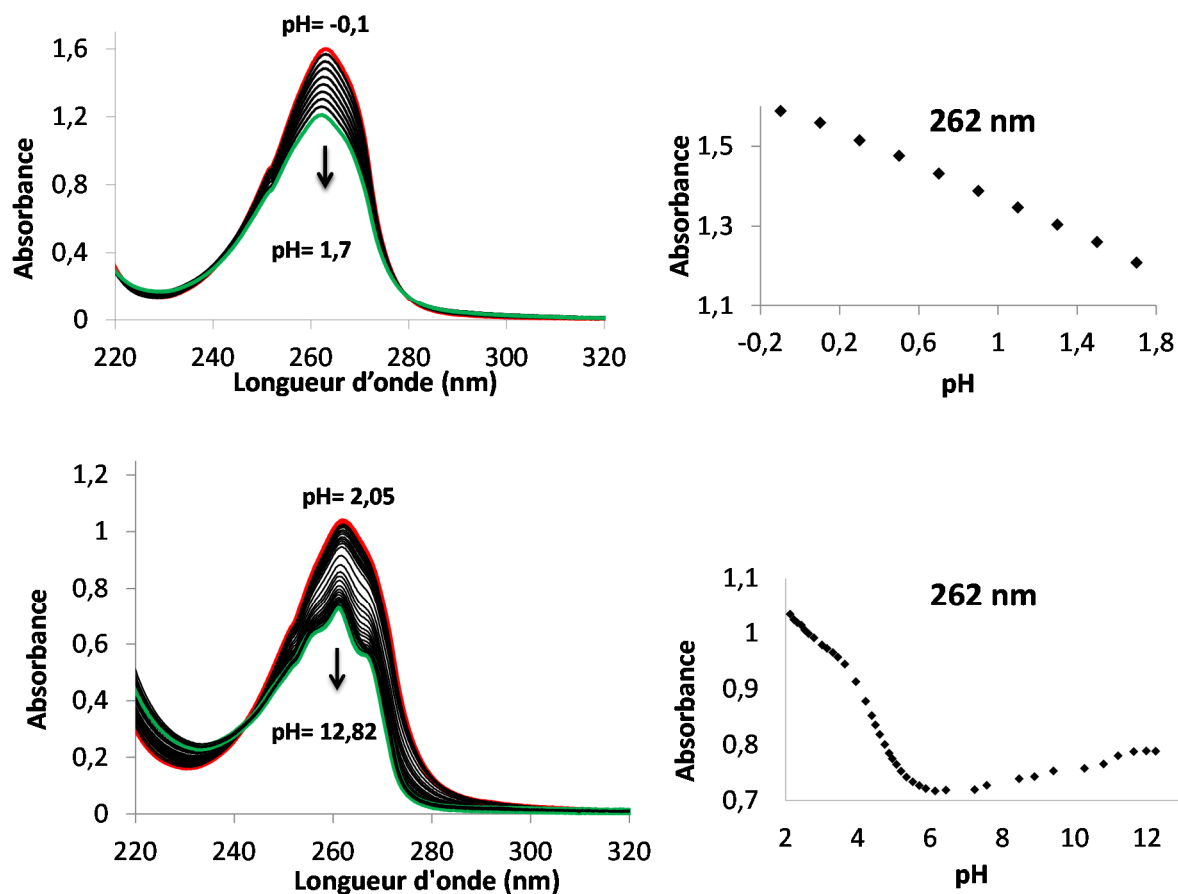 pH= -0,1
1,6
1,2
0,8
0,4
0
Absorbance
pH= 1,7
220 240 260 280 300 320
Longueur d’onde (nm)
262 nm
1,5
1,3
1,1
Absorbance
-0,2 0,2 0,6 1 1,4 1,8
pH
1,2
1
0,8
0,6
0,4
0,2
0
Absorbance
pH= 2,05
pH= 12,82
220 240 260 280 300 320
Longueur d'onde (nm)
262 nm
1,1
1
0,9
0,8
0,7
Absorbance
2 4 6 8 10 12
pH